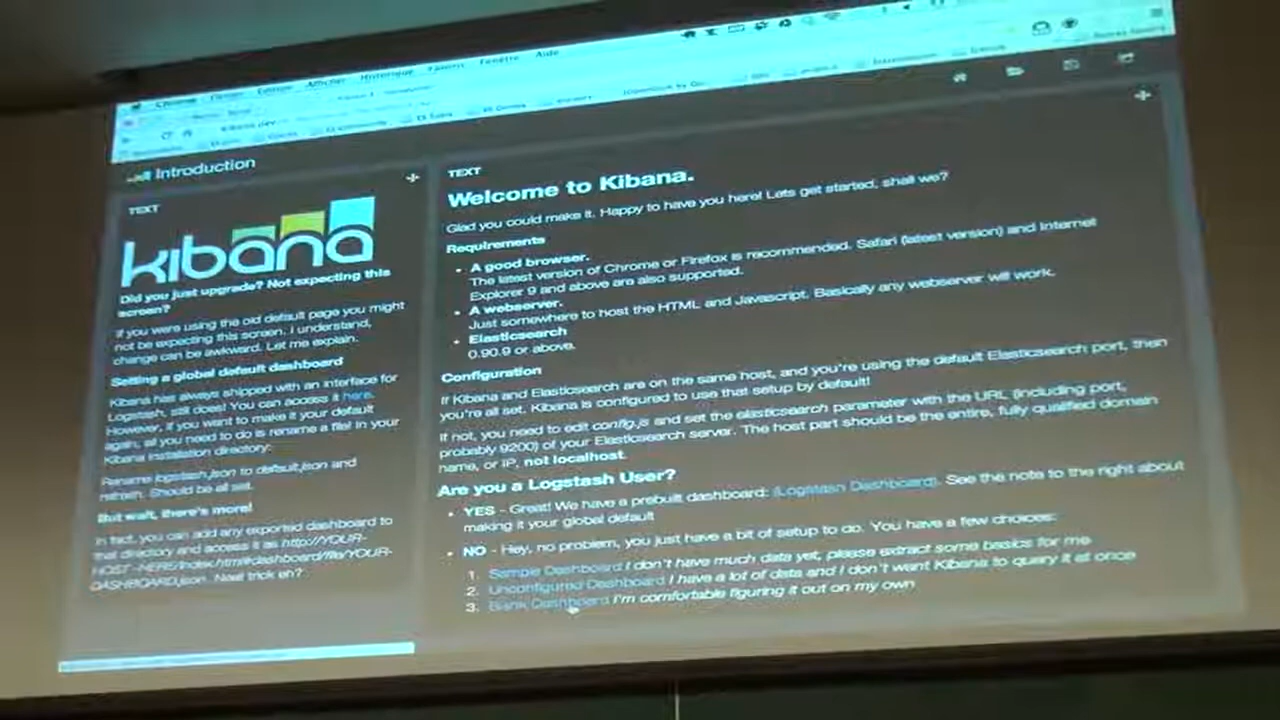 Chrome
Édition
Afficher
Historique
Favoris
Fenêtre
Aide
kibana.dev
Introduction
TEXT
kibana
Did you just upgrade? Not expecting this
screen?
If you were using the old default page you might
not be expecting this screen. I understand,
change can be awkward. Let me explain.
Setting a global default dashboard
Kibana has always shipped with an interface for
Logstash, still does! You can access it here.
However, if you want to make it your default
again, all you need to do is rename a file! In your
Kibana installation directory:
Rename logstash.json to default.json and
refresh. Should be all set.
But wait, there's more!
In fact, you can add any exported dashboard to
that directory and access it as http://YOUR-
HOST-HERE/index.html#dashboard/file/YOUR-
DASHBOARD.json. Neat trick eh?
TEXT
Welcome to Kibana.
Glad you could make it. Happy to have you here! Lets get started, shall we?
Requirements
• A good browser.
The latest version of Chrome or Firefox is recommended. Safari (latest version) and Internet
Explorer 9 and above are also supported.
• A webserver.
Just somewhere to host the HTML and Javascript. Basically any webserver will work.
• Elasticsearch
0.90.9 or above.
Configuration
If Kibana and Elasticsearch are on the same host, and you're using the default Elasticsearch port, then
you're all set. Kibana is configured to use that setup by default!
If not, you need to edit config.js and set the elasticsearch parameter with the URL (including port,
probably 9200) of your Elasticsearch server. The host part should be the entire, fully qualified domain
name, or IP, not localhost.
Are you a Logstash User?
• YES - Great! We have a prebuilt dashboard: (Logstash Dashboard). See the note to the right about
making it your global default
• NO - Hey, no problem, you just have a bit of setup to do. You have a few choices:
1. Sample Dashboard I don't have much data yet, please extract some basics for me
2. Unconfigured Dashboard I have a lot of data and I don't want Kibana to query it at once
3. Blank Dashboard I'm comfortable figuring it out on my own